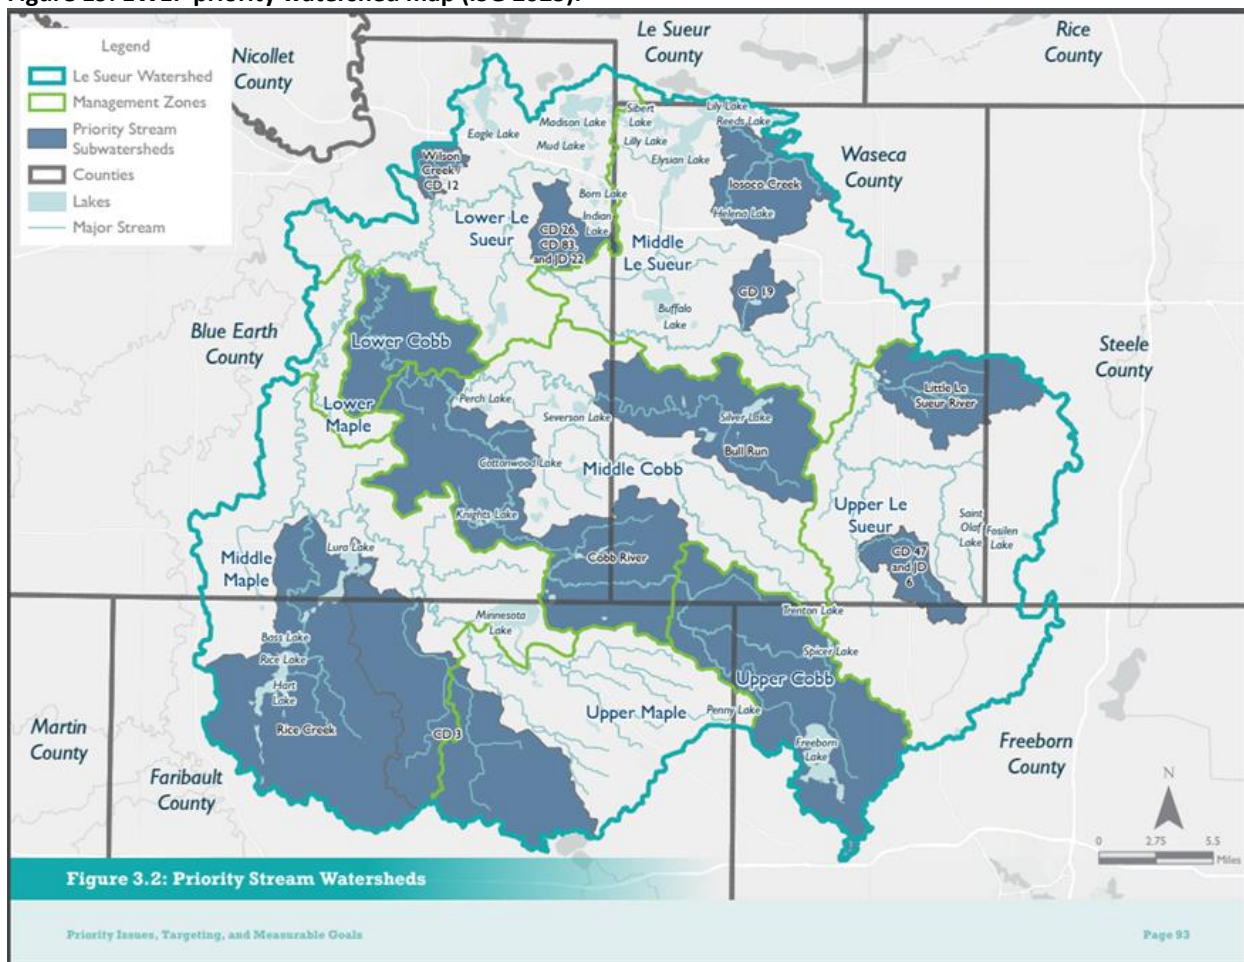 Figure priority watershed map (ISG 2023).
Legend
Le Sueur Watershed
Management Zones
Priority Stream
Subwatersheds
Counties
Lakes
Major Stream
Nicollet
County
Le Sueur
County
Rice
County
Waseca
County
Steele
County
Blue Earth
County
Martin
County
Faribault
County
Freeborn
County
Eagle Lake
Madison Lake
Mud Lake
Sibert
Lake
Lily Lake
Reeds Lake
Lilly Lake
Elysian Lake
Wilson
Creek /
CD 12
Iosoco Creek
Helena Lake
Born Lake
Indian
Lake
Lower Le
Sueur
CD 26,
CD 83,
and JD 22
Middle
Le Sueur
CD 19
Buffalo
Lake
Lower Cobb
Lower
Maple
Perch Lake
Severson Lake
Silver Lake
Bull Run
Little Le
Sueur River
Cottonwood Lake
Middle Cobb
Knights Lake
Upper Le
Sueur
Saint
Olaf
Lake
Fosilen
Lake
CD 47
and JD
6
Middle
Maple
Lura Lake
Cobb River
Minnesota
Lake
Trenton Lake
Spicer Lake
Bass Lake
Rice Lake
Hart
Lake
Rice Creek
CD 3
Upper Maple
Upper Cobb
Penny Lake
Freeborn
Lake
N
0 2.75 5.5
Miles
Figure 3.2: Priority Stream Watersheds
Priority Issues, Targeting, and Measurable Goals
Page 93